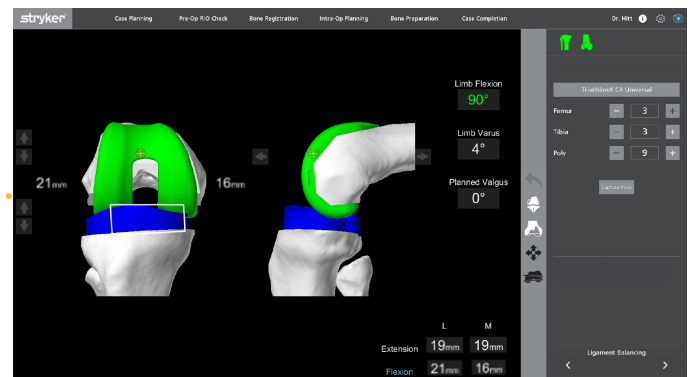 stryker
Case Planning
Pre-Op RIO Check
Bone Registration
Intra-Op Planning
Bone Preparation
Case Completion
Dr. Hitt
Triathlon® CR Universal
Femur - 3 +
Tibia - 3 +
Poly - 9 +
Capture Pose
Limb Flexion
90°
Limb Varus
4°
Planned Valgus
0°
21mm
16mm
L M
Extension 19mm 19mm
Flexion 21mm 16mm
Ligament Balancing
< >